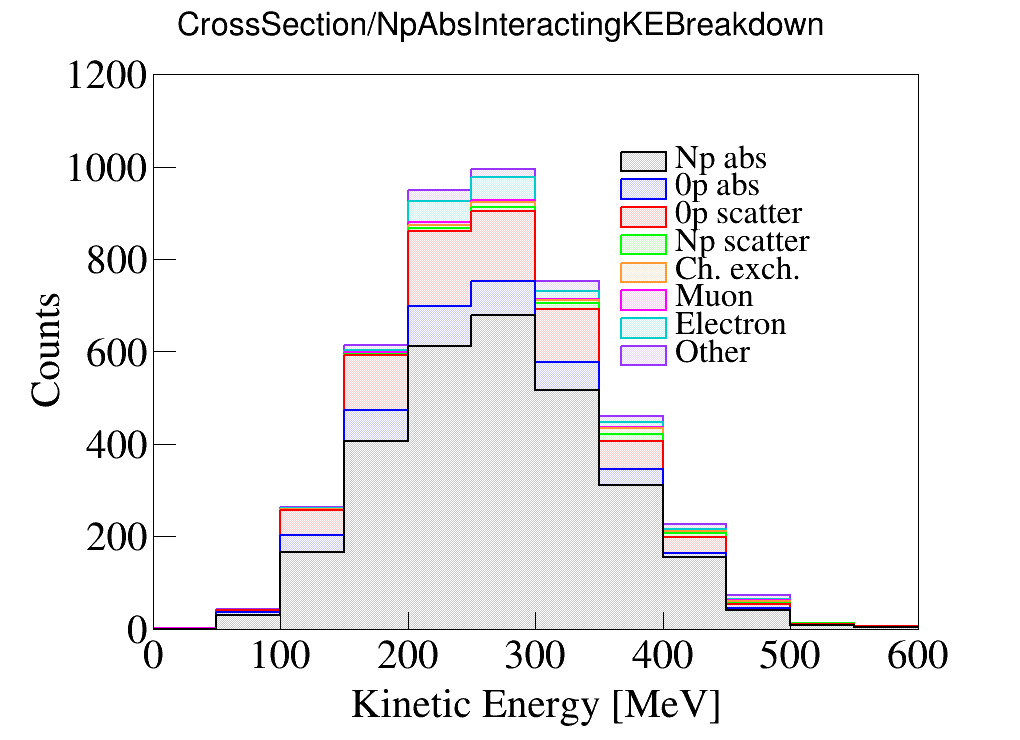 CrossSection/NpAbsInteractingKEBreakdown
1200
1000
800
600
400
200
0
Counts
Np abs
0p abs
0p scatter
Np scatter
Ch. exch.
Muon
Electron
Other
0 100 200 300 400 500 600
Kinetic Energy [MeV]